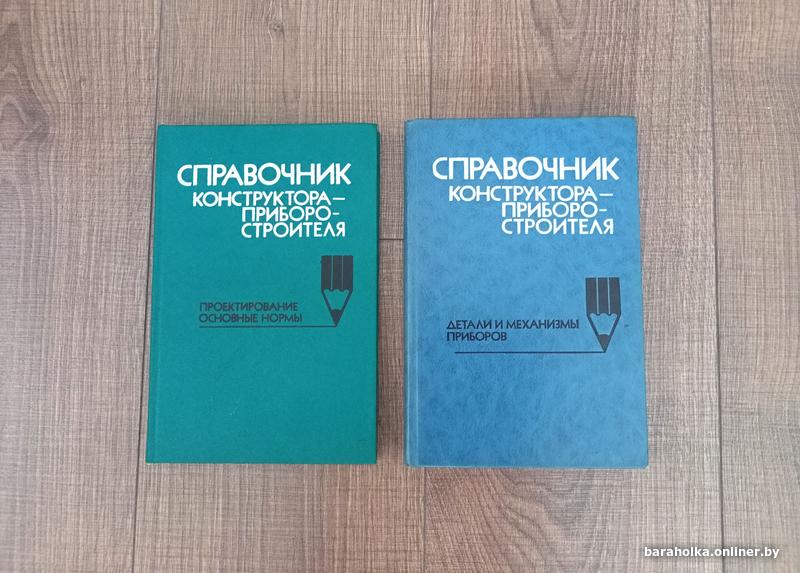 СПРАВОЧНИК
КОНСТРУКТОРА—
ПРИБОРО-
СТРОИТЕЛЯ
ПРОЕКТИРОВАНИЕ
ОСНОВНЫЕ НОРМЫ
СПРАВОЧНИК
КОНСТРУКТОРА—
ПРИБОРО-
СТРОИТЕЛЯ
ДЕТАЛИ И МЕХАНИЗМЫ
ПРИБОРОВ
baraholka.onliner.by